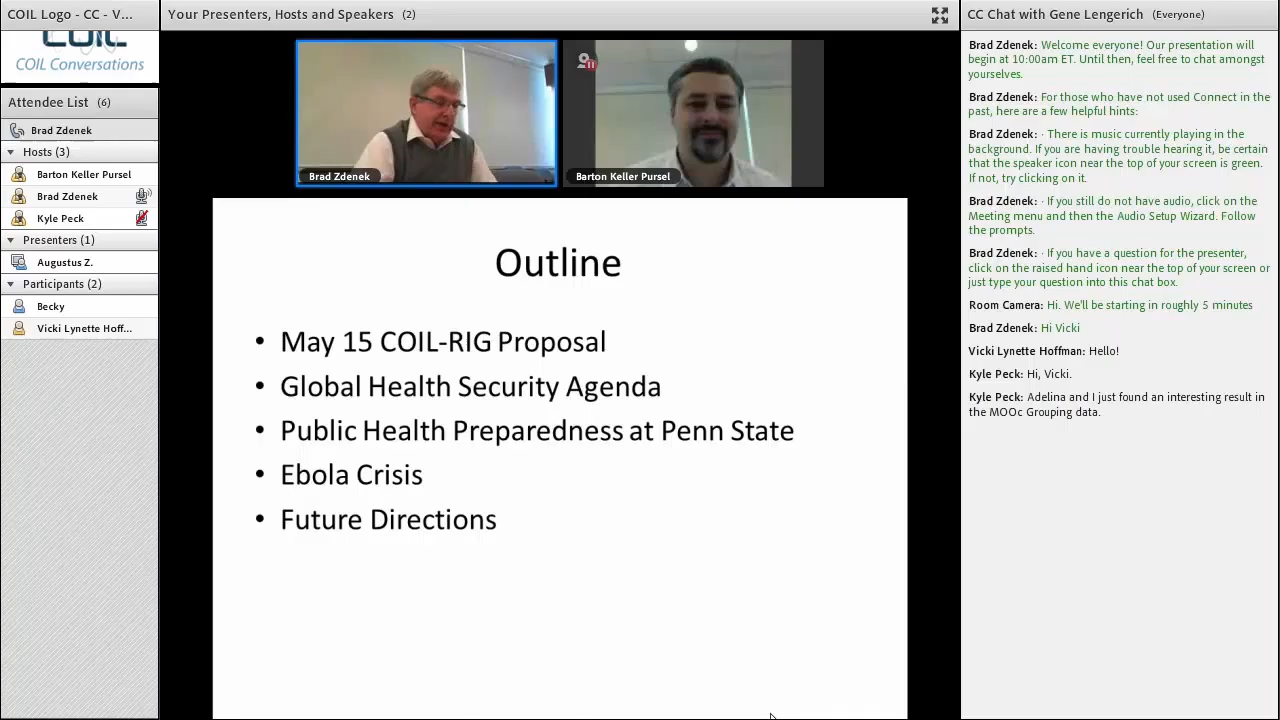 COIL Logo - CC - V...
COIL
COIL Conversations
Attendee List (6)
Brad Zdenek
Hosts (3)
Barton Keller Pursel
Brad Zdenek
Kyle Peck
Presenters (1)
Augustus Z.
Participants (2)
Becky
Vicki Lynette Hoff...
Your Presenters, Hosts and Speakers (2)
Brad Zdenek
Barton Keller Pursel
Outline
• May 15 COIL-RIG Proposal
• Global Health Security Agenda
• Public Health Preparedness at Penn State
• Ebola Crisis
• Future Directions
CC Chat with Gene Lengerich (Everyone)
Brad Zdenek: Welcome everyone! Our presentation will
begin at 10:00am ET. Until then, feel free to chat amongst
yourselves.
Brad Zdenek: For those who have not used Connect in the
past, here are a few helpful hints:
Brad Zdenek: · There is music currently playing in the
background. If you are having trouble hearing it, be certain
that the speaker icon near the top of your screen is green.
If not, try clicking on it.
Brad Zdenek: · If you still do not have audio, click on the
Meeting menu and then the Audio Setup Wizard. Follow
the prompts.
Brad Zdenek: · If you have a question for the presenter,
click on the raised hand icon near the top of your screen or
just type your question into this chat box.
Room Camera: Hi. We'll be starting in roughly 5 minutes
Brad Zdenek: Hi Vicki
Vicki Lynette Hoffman: Hello!
Kyle Peck: Hi, Vicki.
Kyle Peck: Adelina and I just found an interesting result in
the MOOc Grouping data.